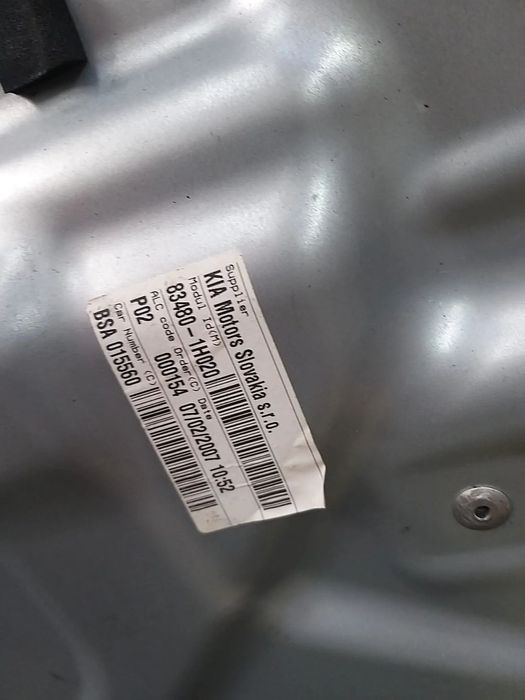 Supplier
KIA Motors Slovakia s.r.o.
Modul Id(M)
83480-1H020
ALC code Order(C) Date
P02 000154 07/02/2007 10:52
Car Number (C)
BSA 015560